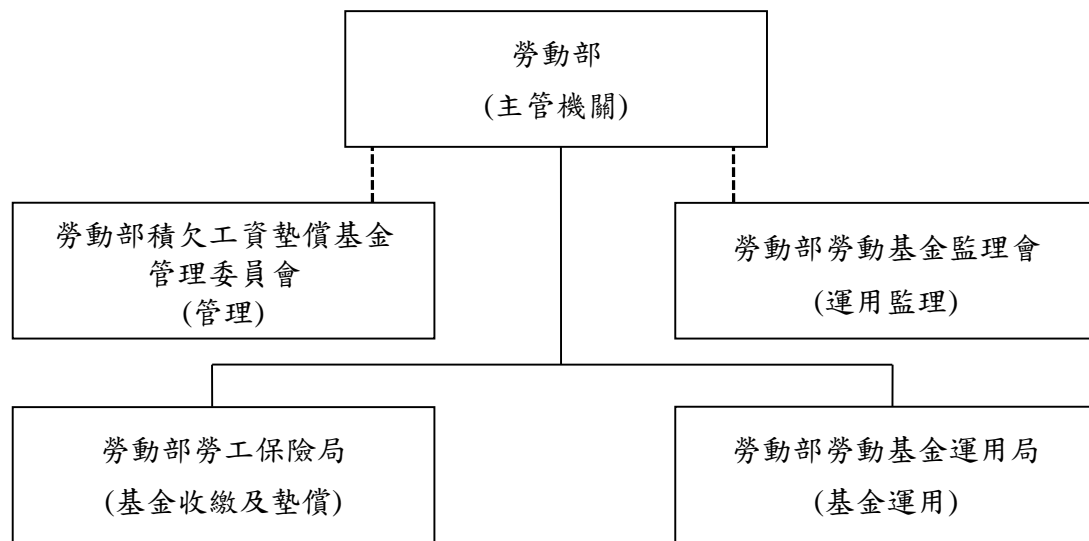 勞動部
(主管機關)
勞動部積欠工資墊償基金
管理委員會
(管理)
勞動部勞動基金監理會
(運用監理)
勞動部勞工保險局
(基金收繳及墊償)
勞動部勞動基金運用局
(基金運用)